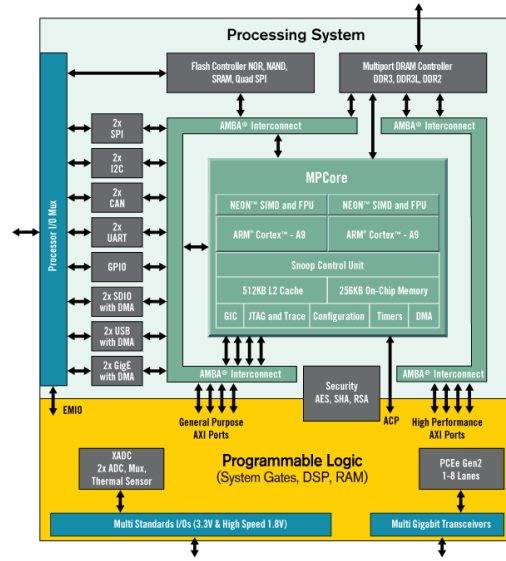 Processing System
Flash Controller NOR, NAND,
SRAM, Quad SPI
Multiport DRAM Controller
DDR3, DDR3L, DDR2
Processor I/O Mux
2x
SPI
2x
I2C
2x
CAN
2x
UART
GPIO
2x SDIO
with DMA
2x USB
with DMA
2x GigE
with DMA
AMBA® Interconnect
AMBA® Interconnect
MPCore
NEON™ SIMD and FPU
NEON™ SIMD and FPU
ARM® Cortex™ - A9
ARM® Cortex™ - A9
Snoop Control Unit
512KB L2 Cache
256KB On-Chip Memory
GIC
JTAG and Trace
Configuration
Timers
DMA
AMBA® Interconnect
AMBA® Interconnect
Security
AES, SHA, RSA
EMIO
General Purpose
AXI Ports
ACP
High Performance
AXI Ports
XADC
2x ADC, Mux,
Thermal Sensor
Programmable Logic
(System Gates, DSP, RAM)
PCEe Gen2
1-8 Lanes
Multi Standards I/Os (3.3V & High Speed 1.8V)
Multi Gigabit Transceivers